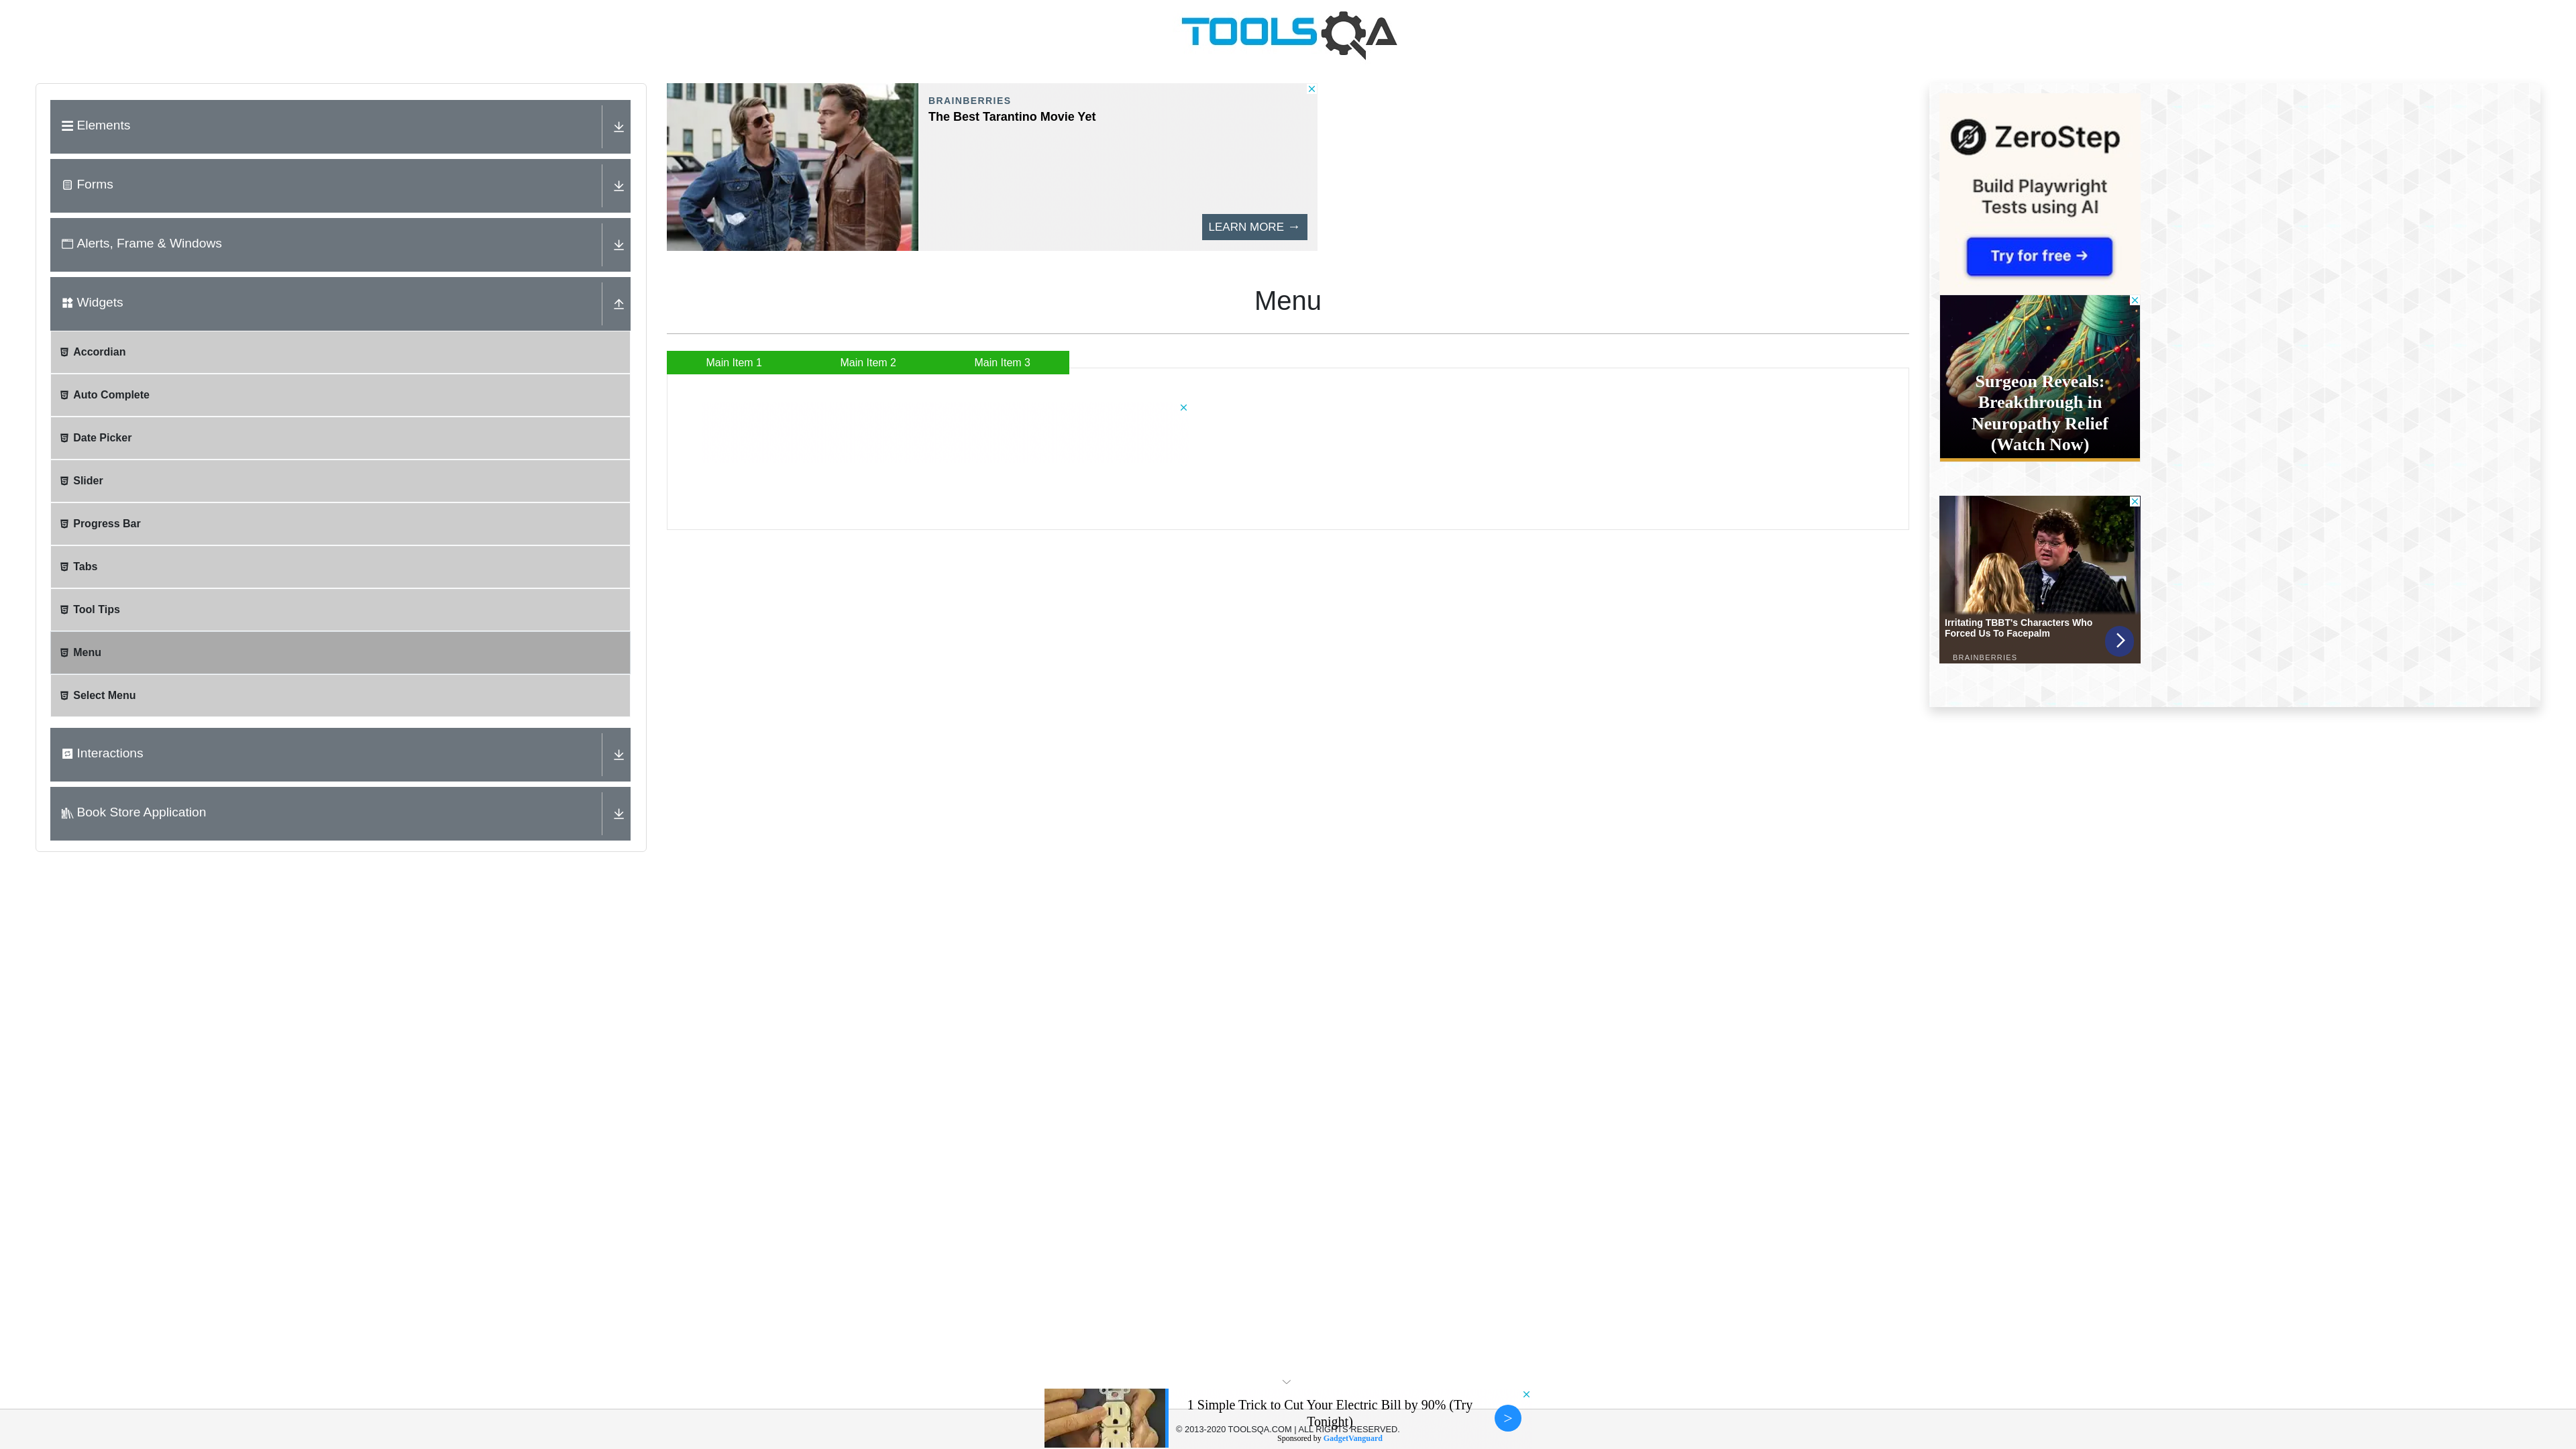 TOOLSQA
Elements
Forms
Alerts, Frame & Windows
Widgets
Accordian
Auto Complete
Date Picker
Slider
Progress Bar
Tabs
Tool Tips
Menu
Select Menu
Interactions
Book Store Application
BRAINBERRIES
The Best Tarantino Movie Yet
LEARN MORE →
Menu
Main Item 1
Main Item 2
Main Item 3
ZeroStep
Build Playwright
Tests using AI
Try for free →
Surgeon Reveals:
Breakthrough in
Neuropathy Relief
(Watch Now)
Irritating TBBT's Characters Who
Forced Us To Facepalm
BRAINBERRIES
1 Simple Trick to Cut Your Electric Bill by 90% (Try
Tonight)
>
© 2013-2020 TOOLSQA.COM | ALL RIGHTS RESERVED.
Sponsored by GadgetVanguard